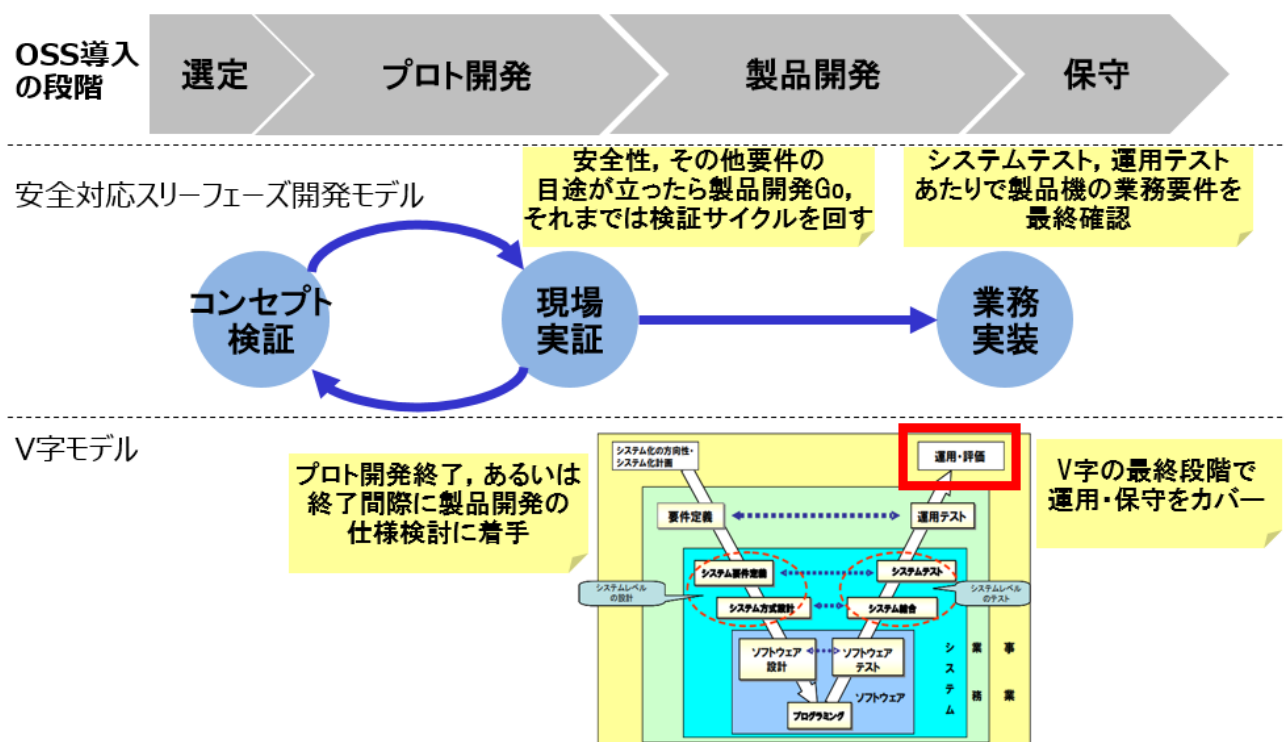 OSS導入
の段階
選定
プロト開発
製品開発
保守
安全対応スリーフェーズ開発モデル
安全性，その他要件の
目途が立ったら製品開発Go，
それまでは検証サイクルを回す
システムテスト，運用テスト
あたりで製品機の業務要件を
最終確認
コンセプト
検証
現場
実証
業務
実装
V字モデル
プロト開発終了，あるいは
終了間際に製品開発の
仕様検討に着手
システム化の方向性・
システム化計画
運用・評価
V字の最終段階で
運用・保守をカバー
要件定義
運用テスト
システム要件定義
システムテスト
システムレベル
の設計
システムレベル
のテスト
システム方式設計
システム結合
ソフトウェア
設計
ソフトウェア
テスト
ソフトウェア
プログラミング
システム
業務
事業